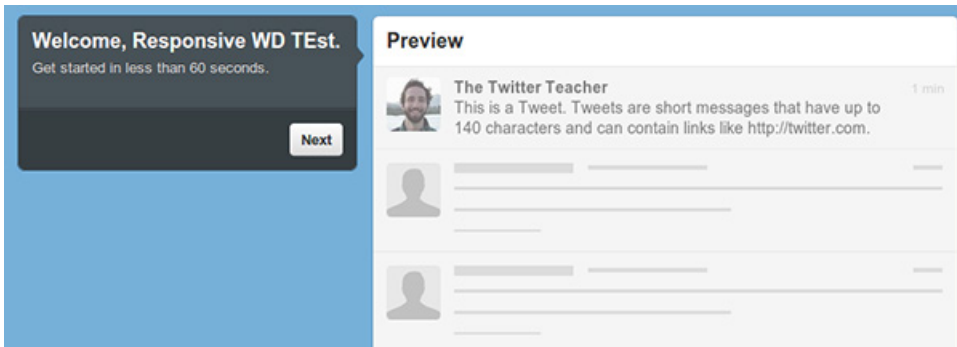 Welcome, Responsive WD TEst.
Get started in less than 60 seconds.
Next
Preview
The Twitter Teacher
1 min
This is a Tweet. Tweets are short messages that have up to
140 characters and can contain links like http://twitter.com.